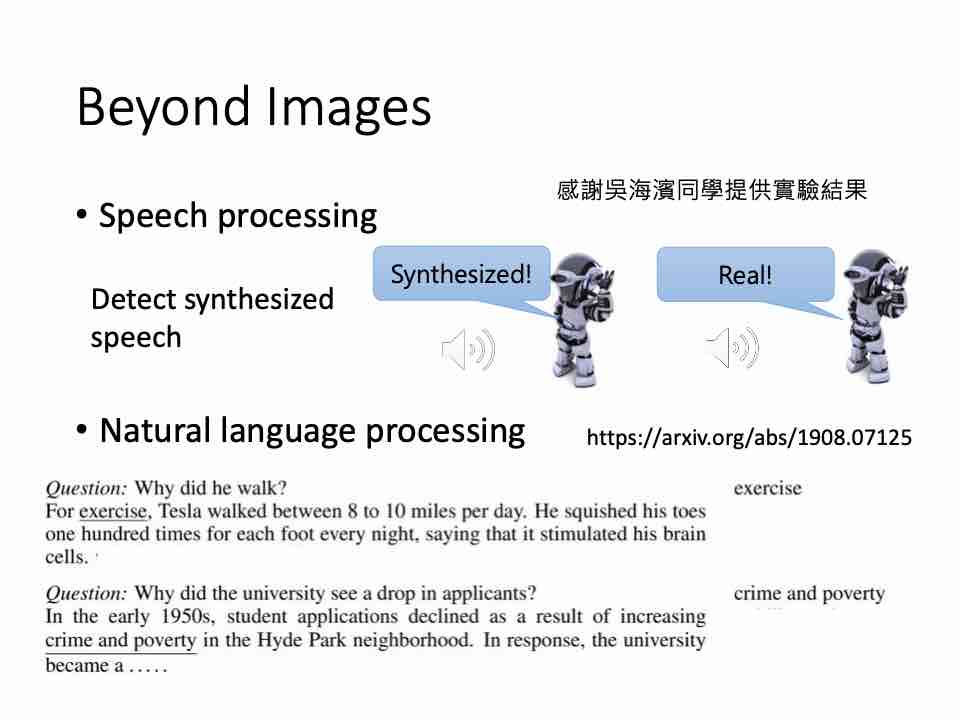 Beyond Images
感謝吳海濱同學提供實驗結果
• Speech processing
Synthesized!
Real!
Detect synthesized
speech
• Natural language processing
https://arxiv.org/abs/1908.07125
Question: Why did he walk?
exercise
For exercise, Tesla walked between 8 to 10 miles per day. He squished his toes
one hundred times for each foot every night, saying that it stimulated his brain
cells.
Question: Why did the university see a drop in applicants?
crime and poverty
In the early 1950s, student applications declined as a result of increasing
crime and poverty in the Hyde Park neighborhood. In response, the university
became a .....